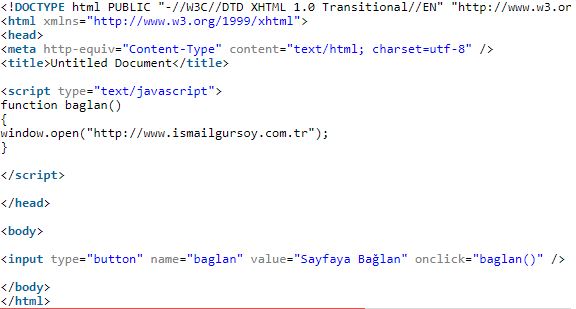 <!DOCTYPE html PUBLIC "-//W3C//DTD XHTML 1.0 Transitional//EN" "http://www.w3.or
<html xmlns="http://www.w3.org/1999/xhtml">
<head>
<meta http-equiv="Content-Type" content="text/html; charset=utf-8" />
<title>Untitled Document</title>
<script type="text/javascript">
function baglan()
{
window.open("http://www.ismailgursoy.com.tr");
}
</script>
</head>
<body>
<input type="button" name="baglan" value="Sayfaya Bağlan" onclick="baglan()" />
</body>
</html>